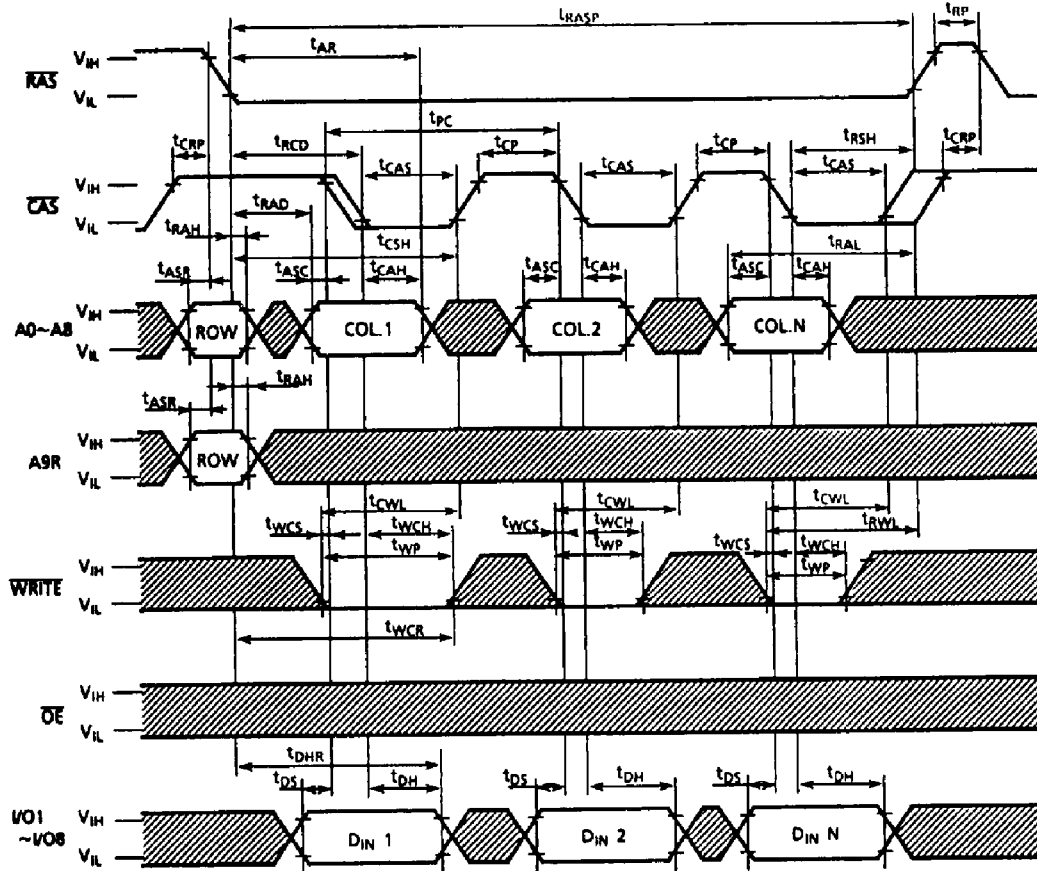 tRASP tRP
tAR
RAS VIH
VIL
tPC
tCRP tRCD tCP tCP tRSH tCRP
tCAS tCAS tCAS
CAS VIH
VIL
tRAD
tRAH tCSH tRAL
tASR tASC tCAH tASC tCAH tASC tCAH
A0~A8 VIH
VIL
ROW COL.1 COL.2 COL.N
tRAH
tASR
A9R VIH
VIL
ROW
tCWL tCWL tCWL
tRWL
tWCS tWCH tWCS tWCH tWCS tWCH
tWP tWP tWP
WRITE VIH
VIL
tWCR
OE VIH
VIL
tDHR
tDS tDH tDS tDH tDS tDH
I/O1 VIH
~I/O8 VIL
DIN 1 DIN 2 DIN N